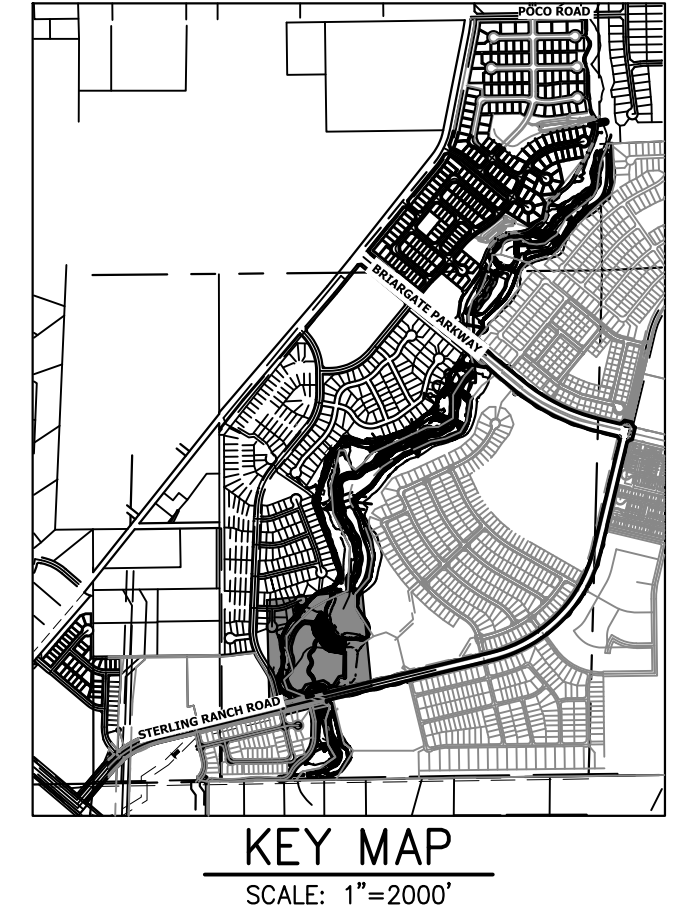 POCO ROAD
BRIARGATE PARKWAY
STERLING RANCH ROAD
KEY MAP
SCALE: 1"=2000'